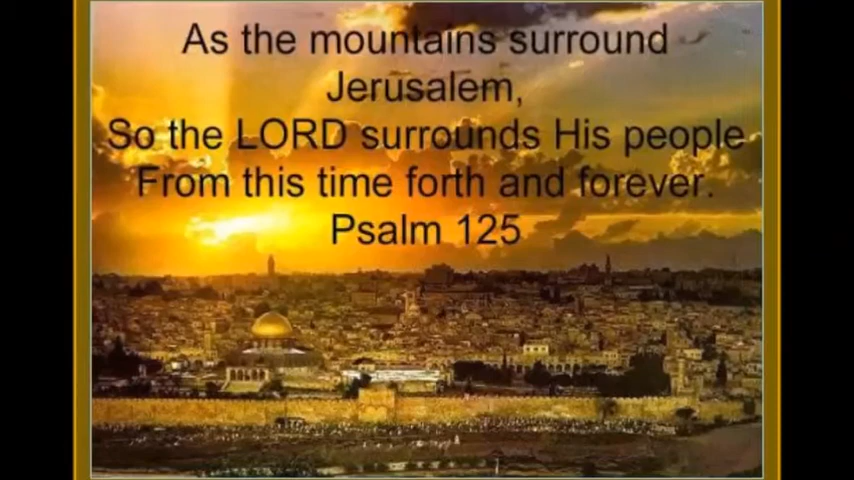 As the mountains surround
Jerusalem,
So the LORD surrounds His people
From this time forth and forever.
Psalm 125